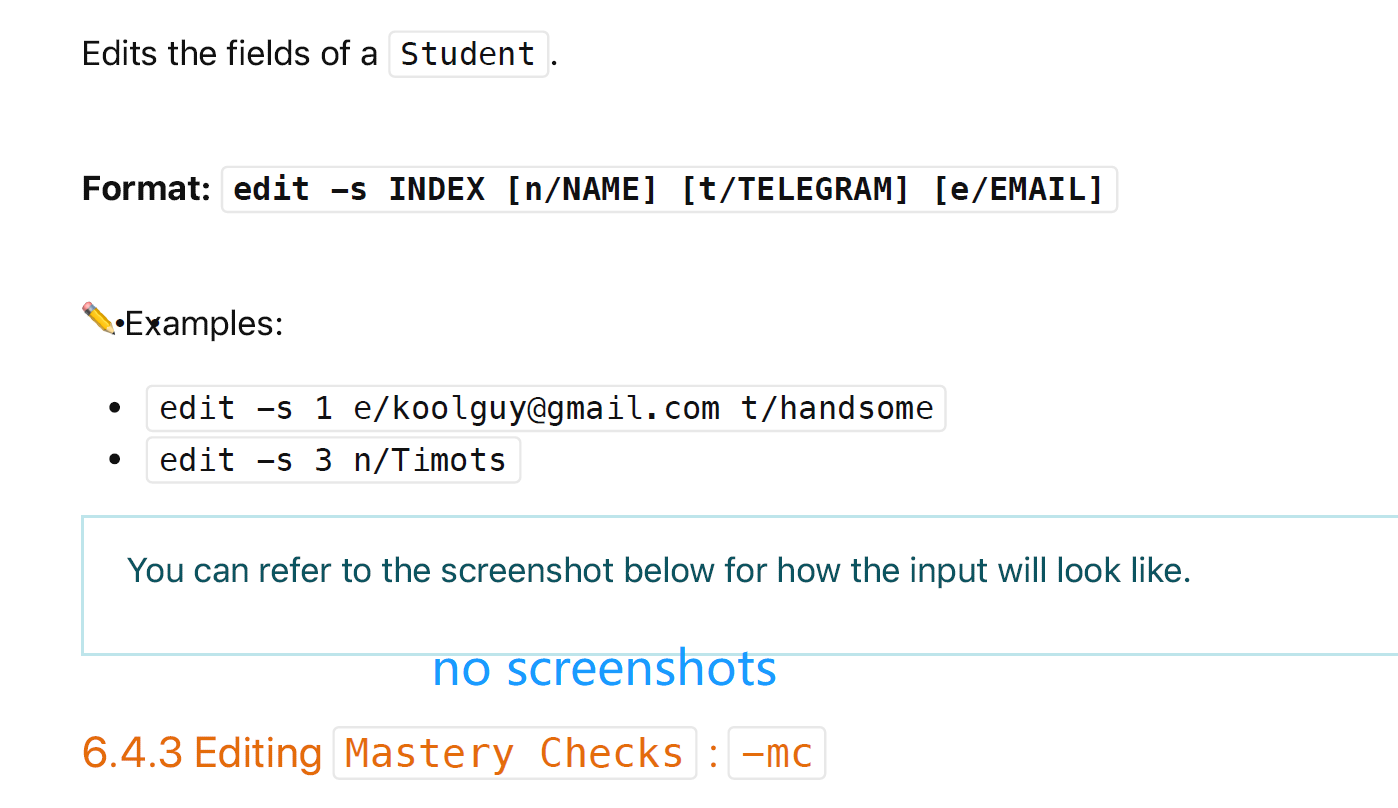 Edits the fields of a Student.
Format: edit -s INDEX [n/NAME] [t/TELEGRAM] [e/EMAIL]
✏️ Examples:
• edit -s 1 e/koolguy@gmail.com t/handsome
• edit -s 3 n/Timots
You can refer to the screenshot below for how the input will look like.
no screenshots
6.4.3 Editing Mastery Checks : -mc